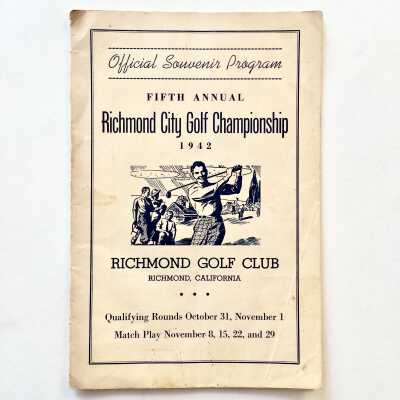 Official Souvenir Program
FIFTH ANNUAL
Richmond City Golf Championship
1942
RICHMOND GOLF CLUB
RICHMOND, CALIFORNIA
• • •
Qualifying Rounds October 31, November 1
Match Play November 8, 15, 22, and 29